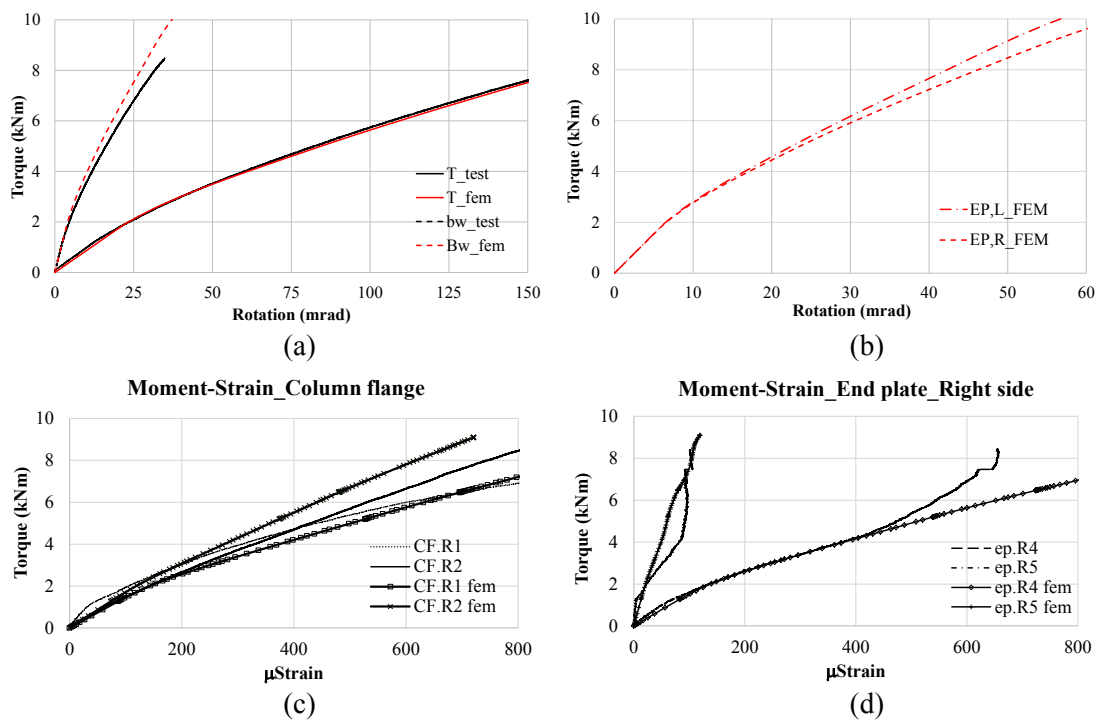 10
8
6
4
2
0
Torque (kNm)
T_test
T_fem
bw_test
Bw_fem
0 25 50 75 100 125 150
Rotation (mrad)
(a)
10
8
6
4
2
0
Torque (kNm)
EP,L_FEM
EP,R_FEM
0 10 20 30 40 50 60
Rotation (mrad)
(b)
Moment-Strain_Column flange
10
8
6
4
2
0
Torque (kNm)
CF.R1
CF.R2
CF.R1 fem
CF.R2 fem
0 200 400 600 800
µStrain
(c)
Moment-Strain_End plate_Right side
10
8
6
4
2
0
Torque (kNm)
ep.R4
ep.R5
ep.R4 fem
ep.R5 fem
0 200 400 600 800
µStrain
(d)